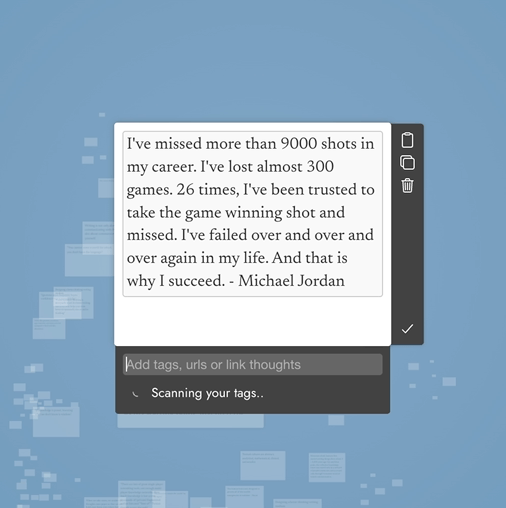 I've missed more than 9000 shots in
my career. I've lost almost 300
games. 26 times, I've been trusted to
take the game winning shot and
missed. I've failed over and over and
over again in my life. And that is
why I succeed. - Michael Jordan
Add tags, urls or link thoughts
Scanning your tags..